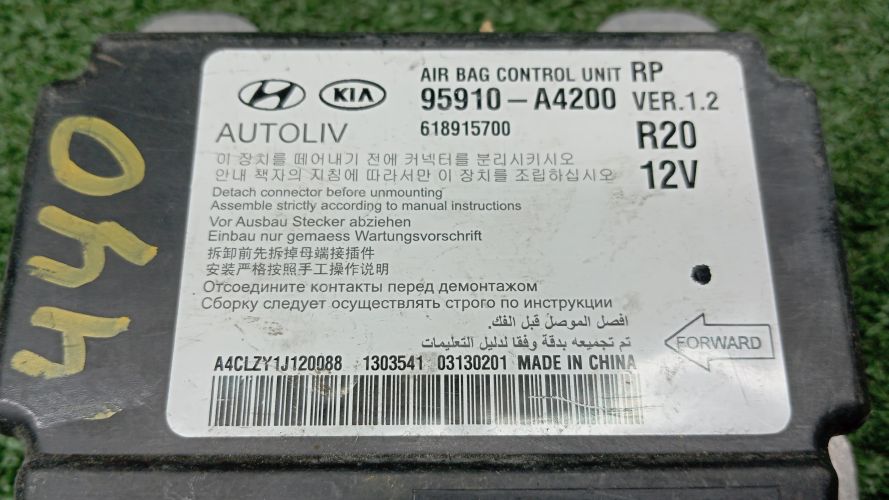 440
HYUNDAI KIA
AIR BAG CONTROL UNIT RP
95910-A4200 VER.1.2
AUTOLIV 618915700 R20
12V
이 장치를 떼어내기 전에 커넥터를 분리시키시오
안내 책자의 지침에 따라서만 이 장치를 조립하십시오
Detach connector before unmounting
Assemble strictly according to manual instructions
Vor Ausbau Stecker abziehen
Einbau nur gemaess Wartungsvorschrift
拆卸前先拆掉母端接插件
安装严格按照手工操作说明
Отсоедините контакты перед демонтажом
Сборку следует осуществлять строго по инструкции
افصل الموصل قبل الفك.
تم تجميعه بدقة وفقا لدليل التعليمات
FORWARD
A4CLZY1J120088 1303541 03130201 MADE IN CHINA